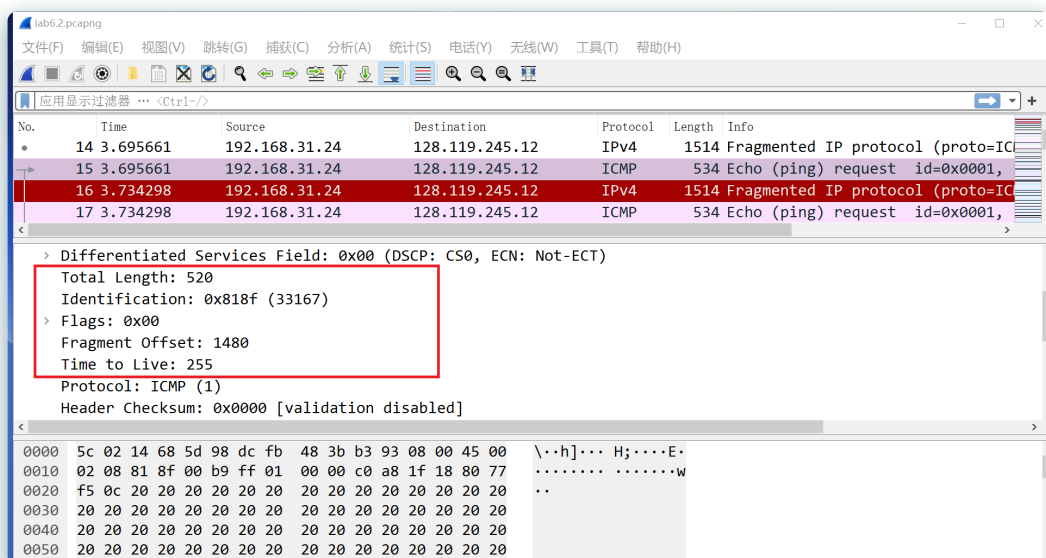 lab6.2.pcapng
文件(F) 编辑(E) 视图(V) 跳转(G) 捕获(C) 分析(A) 统计(S) 电话(Y) 无线(W) 工具(T) 帮助(H)
应用显示过滤器 … <Ctrl-/>
No. Time Source Destination Protocol Length Info
14 3.695661 192.168.31.24 128.119.245.12 IPv4 1514 Fragmented IP protocol (proto=IC
15 3.695661 192.168.31.24 128.119.245.12 ICMP 534 Echo (ping) request id=0x0001,
16 3.734298 192.168.31.24 128.119.245.12 IPv4 1514 Fragmented IP protocol (proto=IC
17 3.734298 192.168.31.24 128.119.245.12 ICMP 534 Echo (ping) request id=0x0001,
Differentiated Services Field: 0x00 (DSCP: CS0, ECN: Not-ECT)
Total Length: 520
Identification: 0x818f (33167)
Flags: 0x00
Fragment Offset: 1480
Time to Live: 255
Protocol: ICMP (1)
Header Checksum: 0x0000 [validation disabled]
0000 5c 02 14 68 5d 98 dc fb 48 3b b3 93 08 00 45 00 \··h]··· H;····E·
0010 02 08 81 8f 00 b9 ff 01 00 00 c0 a8 1f 18 80 77 ········ ·······w
0020 f5 0c 20 20 20 20 20 20 20 20 20 20 20 20 20 20 ··
0030 20 20 20 20 20 20 20 20 20 20 20 20 20 20 20 20
0040 20 20 20 20 20 20 20 20 20 20 20 20 20 20 20 20
0050 20 20 20 20 20 20 20 20 20 20 20 20 20 20 20 20